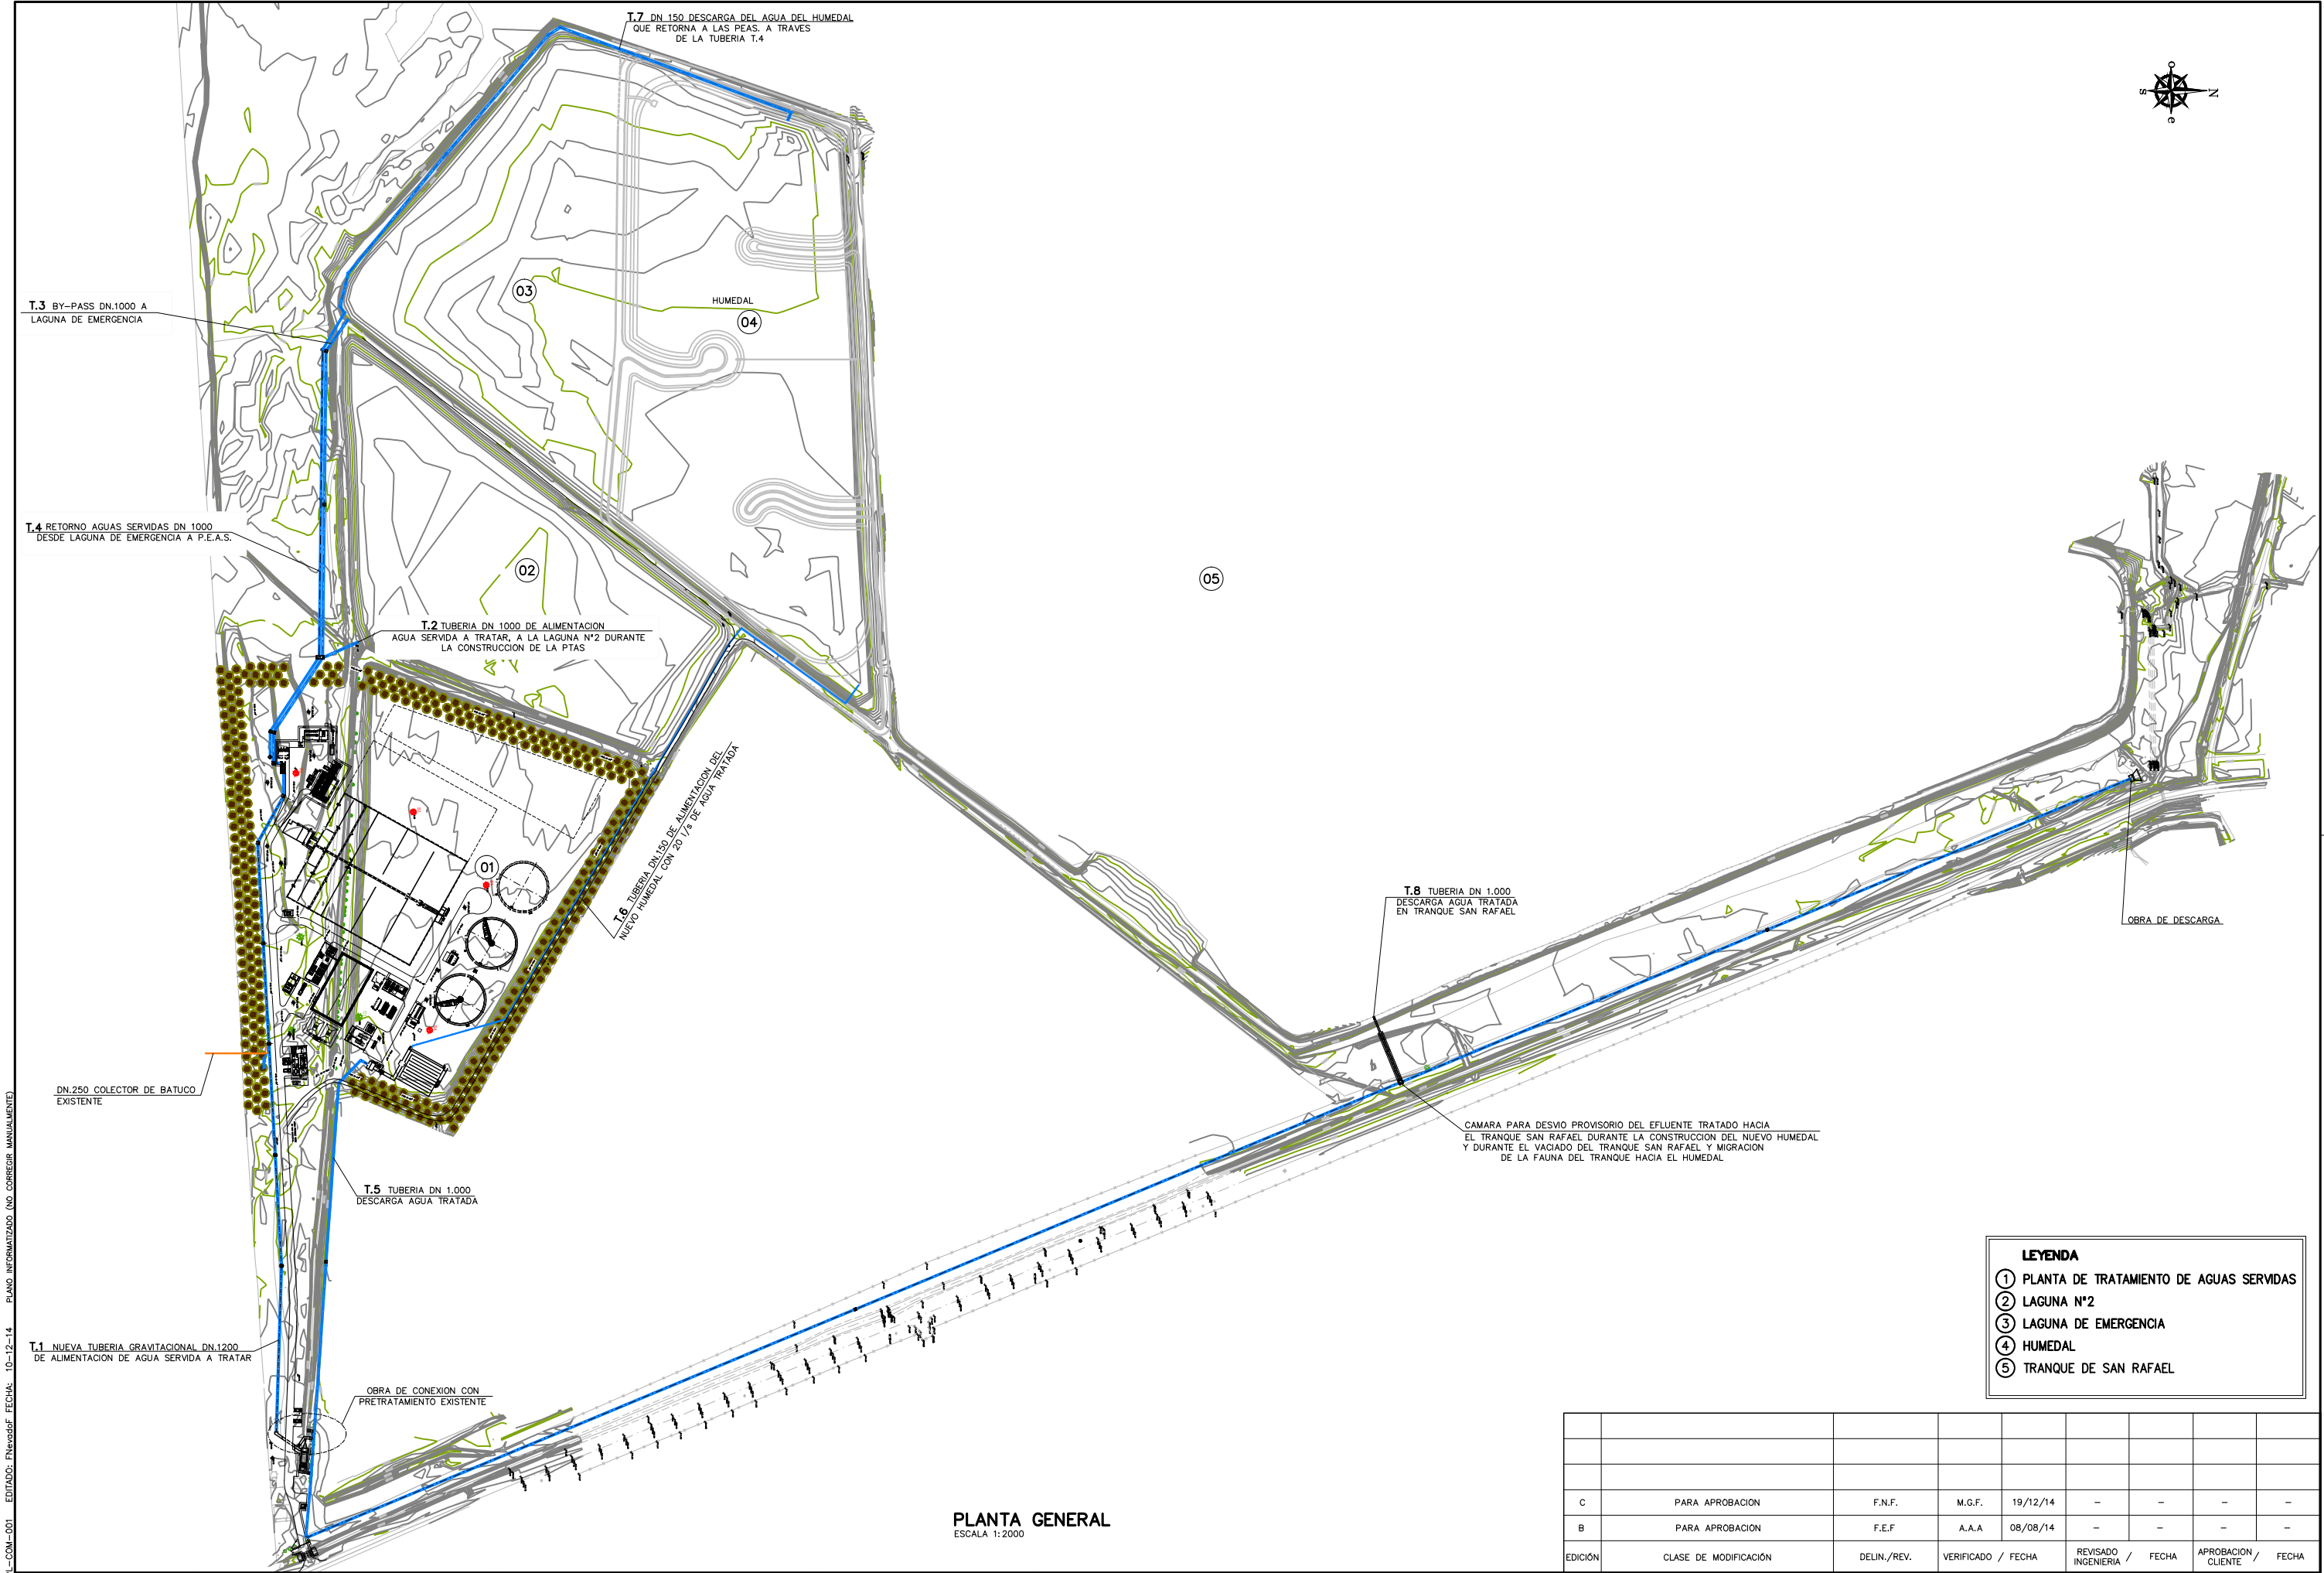 T.7 DN 150 DESCARGA DEL AGUA DEL HUMEDAL
QUE RETORNA A LAS PEAS. A TRAVES
DE LA TUBERIA T.4
O
S
N
e
T.3 BY-PASS DN.1000 A
LAGUNA DE EMERGENCIA
03
HUMEDAL
04
T.4 RETORNO AGUAS SERVIDAS DN 1000
DESDE LAGUNA DE EMERGENCIA A P.E.A.S.
02
05
T.2 TUBERIA DN 1000 DE ALIMENTACION
AGUA SERVIDA A TRATAR, A LA LAGUNA N°2 DURANTE
LA CONSTRUCCION DE LA PTAS
T.6 TUBERIA DN.150 DE ALIMENTACION DEL
NUEVO HUMEDAL CON 20 l/s DE AGUA TRATADA
01
T.8 TUBERIA DN 1.000
DESCARGA AGUA TRATADA
EN TRANQUE SAN RAFAEL
OBRA DE DESCARGA
DN.250 COLECTOR DE BATUCO
EXISTENTE
CAMARA PARA DESVIO PROVISORIO DEL EFLUENTE TRATADO HACIA
EL TRANQUE SAN RAFAEL DURANTE LA CONSTRUCCION DEL NUEVO HUMEDAL
Y DURANTE EL VACIADO DEL TRANQUE SAN RAFAEL Y MIGRACION
DE LA FAUNA DEL TRANQUE HACIA EL HUMEDAL
T.5 TUBERIA DN 1.000
DESCARGA AGUA TRATADA
T.1 NUEVA TUBERIA GRAVITACIONAL DN.1200
DE ALIMENTACION DE AGUA SERVIDA A TRATAR
OBRA DE CONEXION CON
PRETRATAMIENTO EXISTENTE
LEYENDA
1 PLANTA DE TRATAMIENTO DE AGUAS SERVIDAS
2 LAGUNA N°2
3 LAGUNA DE EMERGENCIA
4 HUMEDAL
5 TRANQUE DE SAN RAFAEL
PLANTA GENERAL
ESCALA 1:2000
C PARA APROBACION F.N.F. M.G.F. 19/12/14 - - - -
B PARA APROBACION F.E.F A.A.A 08/08/14 - - - -
EDICIÓN CLASE DE MODIFICACIÓN DELIN./REV. VERIFICADO / FECHA REVISADO INGENIERIA / FECHA APROBACION CLIENTE / FECHA
L-COM-001 EDITADO: FNevadoF FECHA: 10-12-14 PLANO INFORMATIZADO (NO CORREGIR MANUALMENTE)